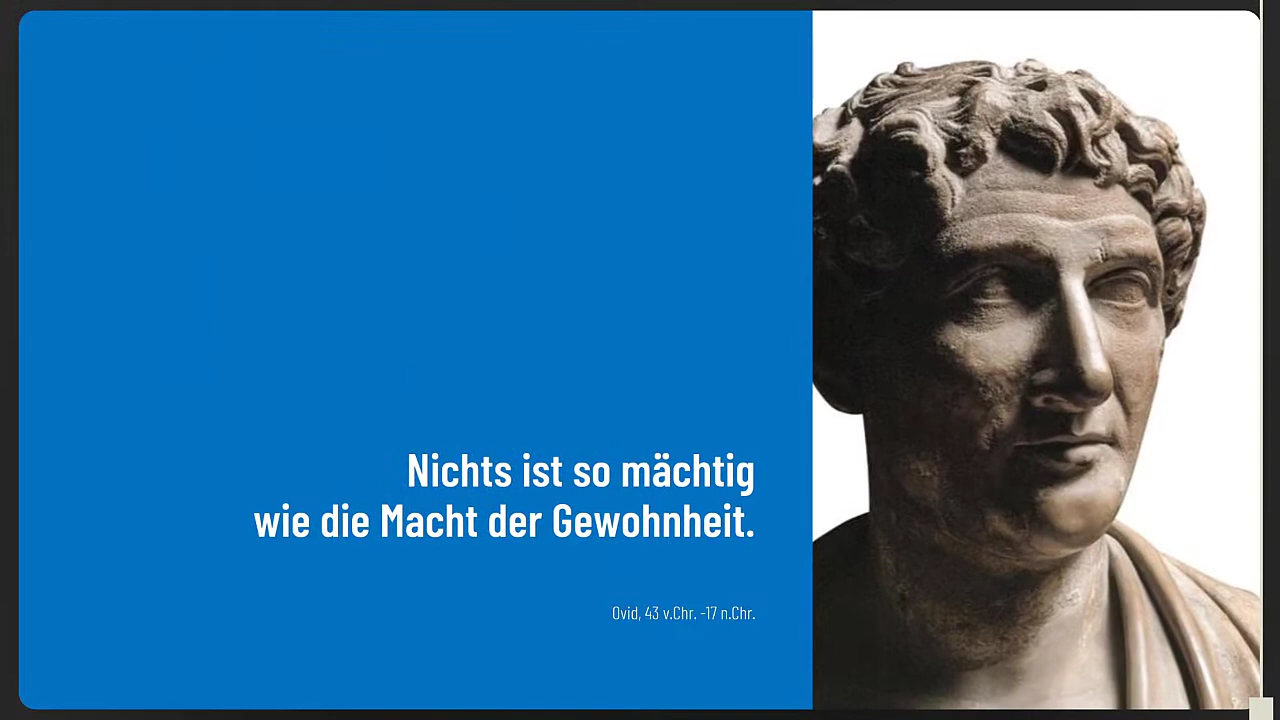 Nichts ist so mächtig
wie die Macht der Gewohnheit.
Ovid, 43 v.Chr. -17 n.Chr.